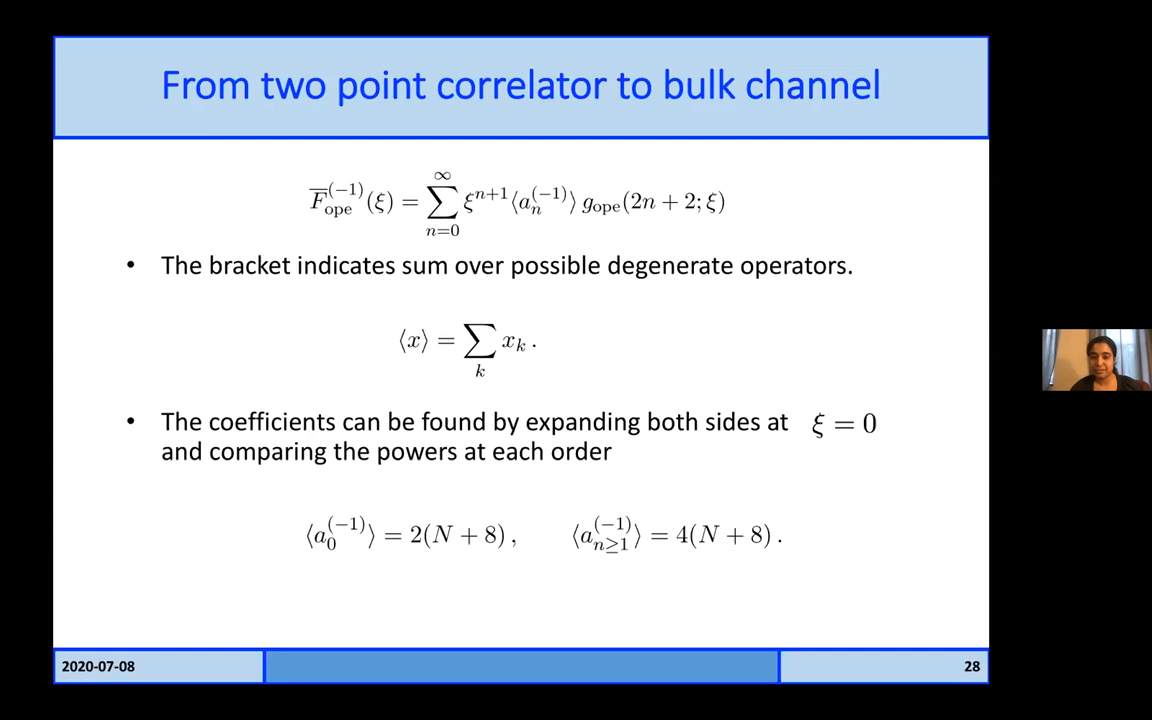 From two point correlator to bulk channel
$\overline{F}_{\text{ope}}^{(-1)}(\xi) = \sum_{n=0}^{\infty} \xi^{n+1} \langle a_n^{(-1)} \rangle \, g_{\text{ope}}(2n+2;\xi)$
• The bracket indicates sum over possible degenerate operators.
$\langle x \rangle = \sum_k x_k \, .$
• The coefficients can be found by expanding both sides at $\xi = 0$
and comparing the powers at each order
$\langle a_0^{(-1)} \rangle = 2(N+8) \, , \qquad \langle a_{n \geq 1}^{(-1)} \rangle = 4(N+8) \, .$
2020-07-08
28